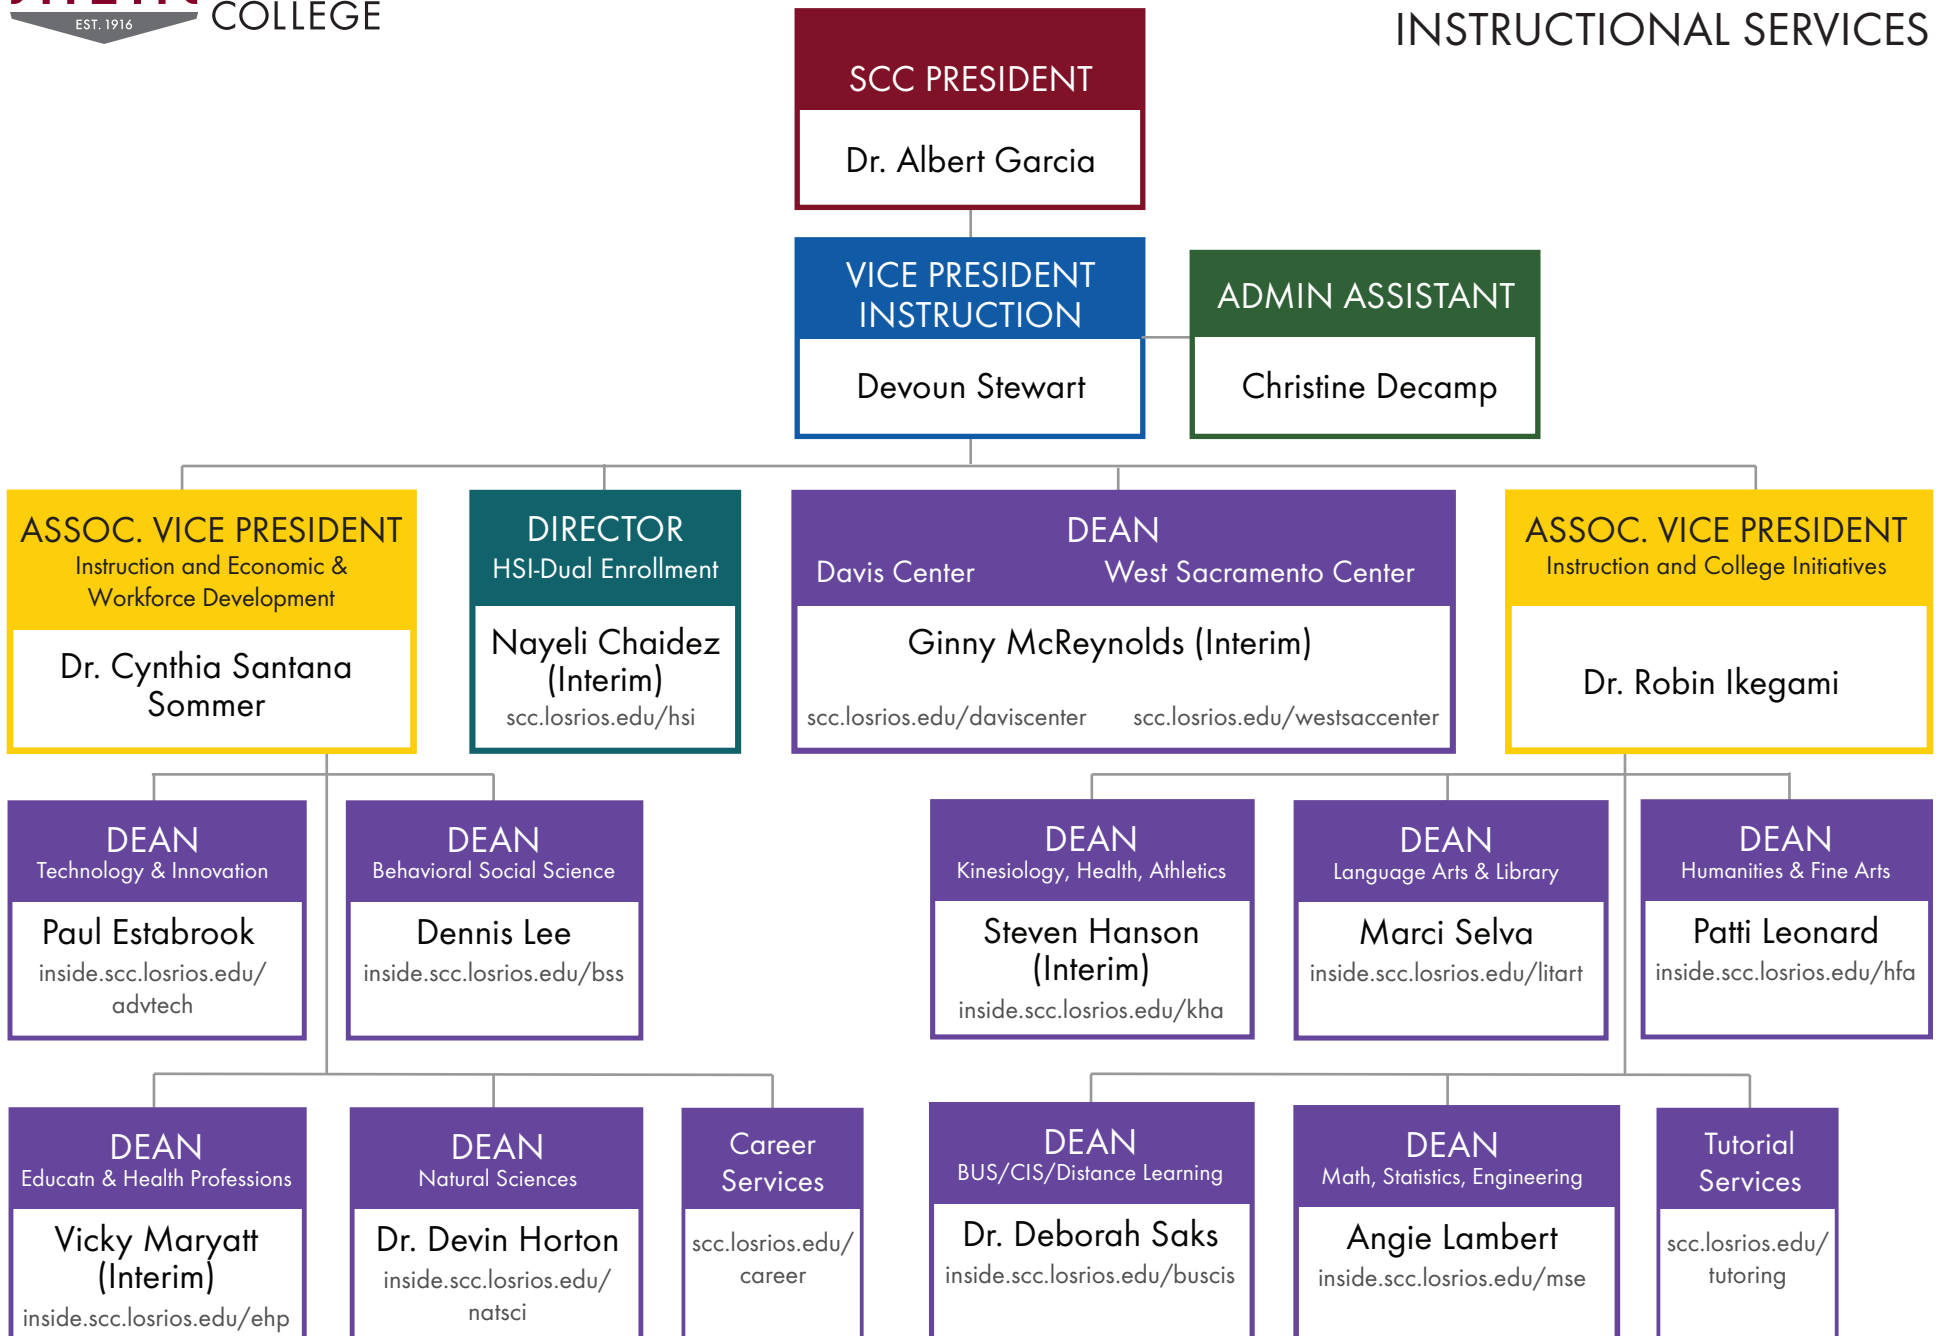 EST. 1916
COLLEGE
INSTRUCTIONAL SERVICES
SCC PRESIDENT
Dr. Albert Garcia
VICE PRESIDENT
INSTRUCTION
Devoun Stewart
ADMIN ASSISTANT
Christine Decamp
ASSOC. VICE PRESIDENT
Instruction and Economic &
Workforce Development
Dr. Cynthia Santana
Sommer
DIRECTOR
HSI-Dual Enrollment
Nayeli Chaidez
(Interim)
scc.losrios.edu/hsi
DEAN
Davis Center West Sacramento Center
Ginny McReynolds (Interim)
scc.losrios.edu/daviscenter scc.losrios.edu/westsaccenter
ASSOC. VICE PRESIDENT
Instruction and College Initiatives
Dr. Robin Ikegami
DEAN
Technology & Innovation
Paul Estabrook
inside.scc.losrios.edu/
advtech
DEAN
Behavioral Social Science
Dennis Lee
inside.scc.losrios.edu/bss
DEAN
Kinesiology, Health, Athletics
Steven Hanson
(Interim)
inside.scc.losrios.edu/kha
DEAN
Language Arts & Library
Marci Selva
inside.scc.losrios.edu/litart
DEAN
Humanities & Fine Arts
Patti Leonard
inside.scc.losrios.edu/hfa
DEAN
Educatn & Health Professions
Vicky Maryatt
(Interim)
inside.scc.losrios.edu/ehp
DEAN
Natural Sciences
Dr. Devin Horton
inside.scc.losrios.edu/
natsci
Career
Services
scc.losrios.edu/
career
DEAN
BUS/CIS/Distance Learning
Dr. Deborah Saks
inside.scc.losrios.edu/buscis
DEAN
Math, Statistics, Engineering
Angie Lambert
inside.scc.losrios.edu/mse
Tutorial
Services
scc.losrios.edu/
tutoring